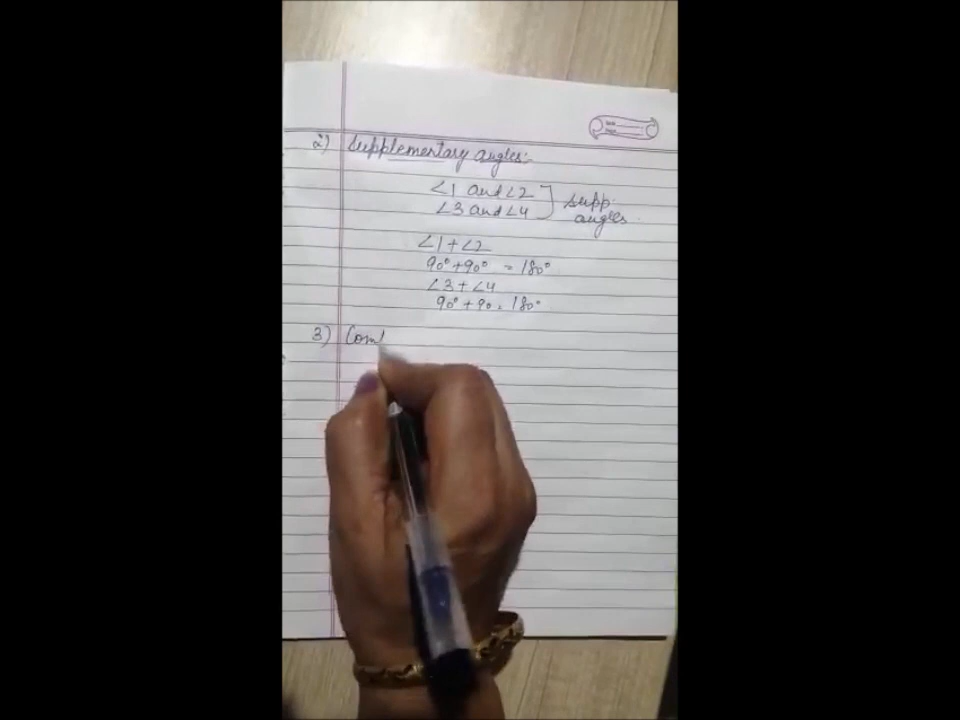 2) Supplementary angles:-
∠1 and ∠2
∠3 and ∠4
] supp.
angles.
∠1 + ∠2
90° + 90° = 180°
∠3 + ∠4
90° + 90 = 180°
3) Com